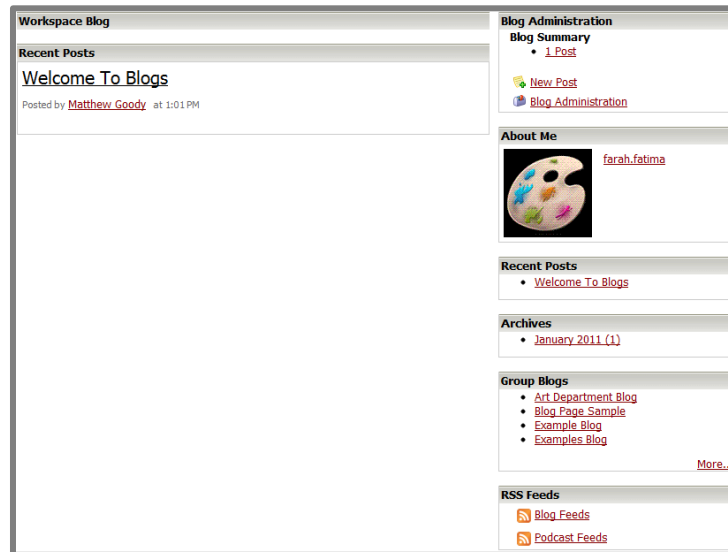 Workspace Blog
Recent Posts
Welcome To Blogs
Posted by Matthew Goody at 1:01 PM
Blog Administration
Blog Summary
1 Post
New Post
Blog Administration
About Me
farah.fatima
Recent Posts
Welcome To Blogs
Archives
January 2011 (1)
Group Blogs
Art Department Blog
Blog Page Sample
Example Blog
Examples Blog
More..
RSS Feeds
Blog Feeds
Podcast Feeds